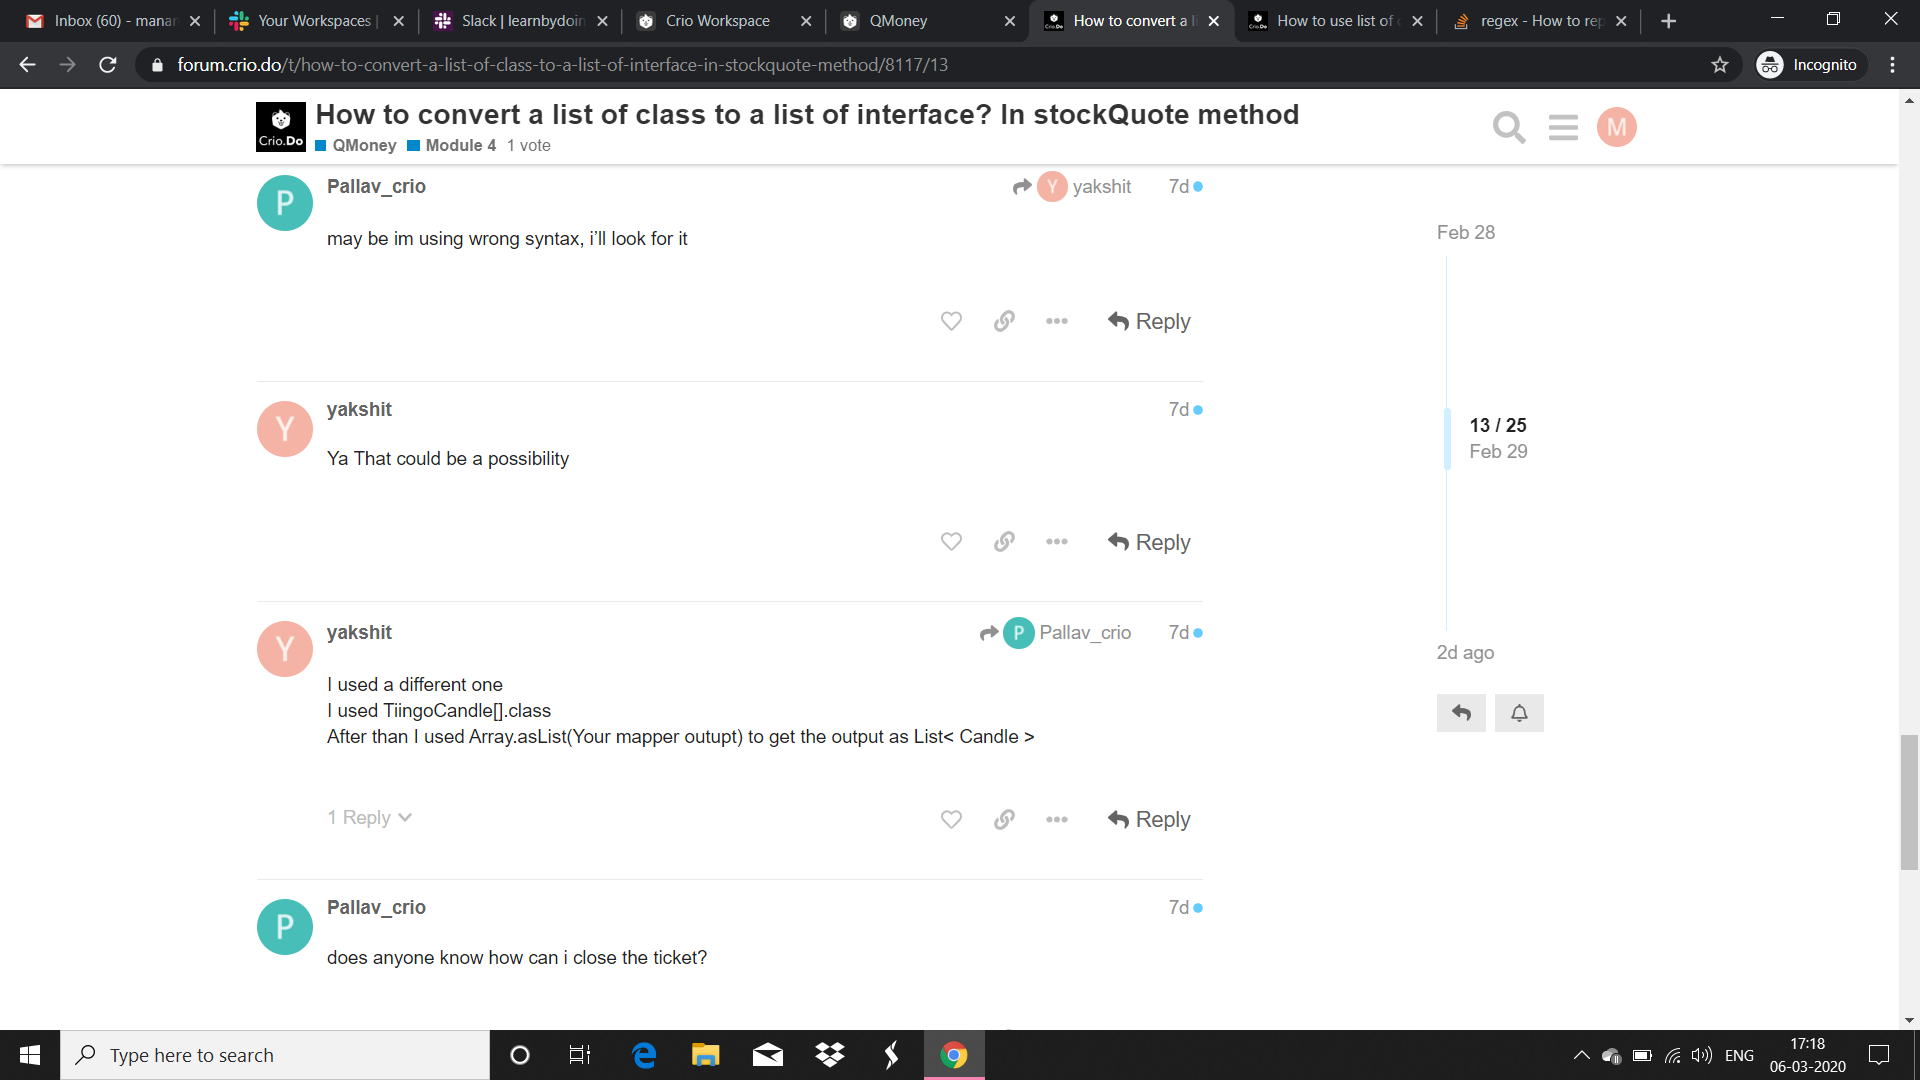 Inbox (60) - manan
Your Workspaces |
Slack | learnbydoin
Crio Workspace
QMoney
How to convert a li
How to use list of c
regex - How to rep
forum.crio.do/t/how-to-convert-a-list-of-class-to-a-list-of-interface-in-stockquote-method/8117/13
Incognito
Crio.Do
How to convert a list of class to a list of interface? In stockQuote method
QMoney Module 4 1 vote
M
P
Pallav_crio
Y yakshit 7d
may be im using wrong syntax, i’ll look for it
Reply
Feb 28
Y
yakshit 7d
Ya That could be a possibility
Reply
13 / 25
Feb 29
Y
yakshit
P Pallav_crio 7d
I used a different one
I used TiingoCandle[].class
After than I used Array.asList(Your mapper outupt) to get the output as List< Candle >
1 Reply
Reply
2d ago
P
Pallav_crio 7d
does anyone know how can i close the ticket?
Type here to search
ENG
17:18
06-03-2020